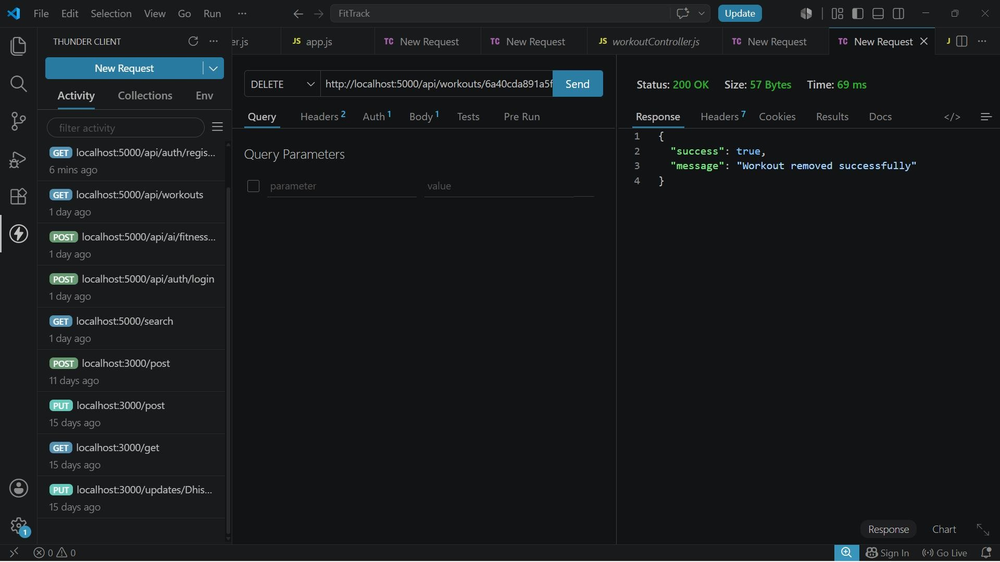 File Edit Selection View Go Run ··· FitTrack Update
THUNDER CLIENT ···
er.js JS app.js TC New Request TC New Request JS workoutController.js TC New Request TC New Request J ···
New Request
Activity Collections Env
filter activity
GET localhost:5000/api/auth/regis...
6 mins ago
GET localhost:5000/api/workouts
1 day ago
POST localhost:5000/api/ai/fitness...
1 day ago
POST localhost:5000/api/auth/login
1 day ago
GET localhost:5000/search
1 day ago
POST localhost:3000/post
11 days ago
PUT localhost:3000/post
15 days ago
GET localhost:3000/get
15 days ago
PUT localhost:3000/updates/Dhis...
15 days ago
1
DELETE http://localhost:5000/api/workouts/6a40cda891a5f Send
Query Headers 2 Auth 1 Body 1 Tests Pre Run
Query Parameters
parameter value
Status: 200 OK Size: 57 Bytes Time: 69 ms
Response Headers 7 Cookies Results Docs </>
1 {
2 "success": true,
3 "message": "Workout removed successfully"
4 }
Response Chart
0 0 Sign In Go Live